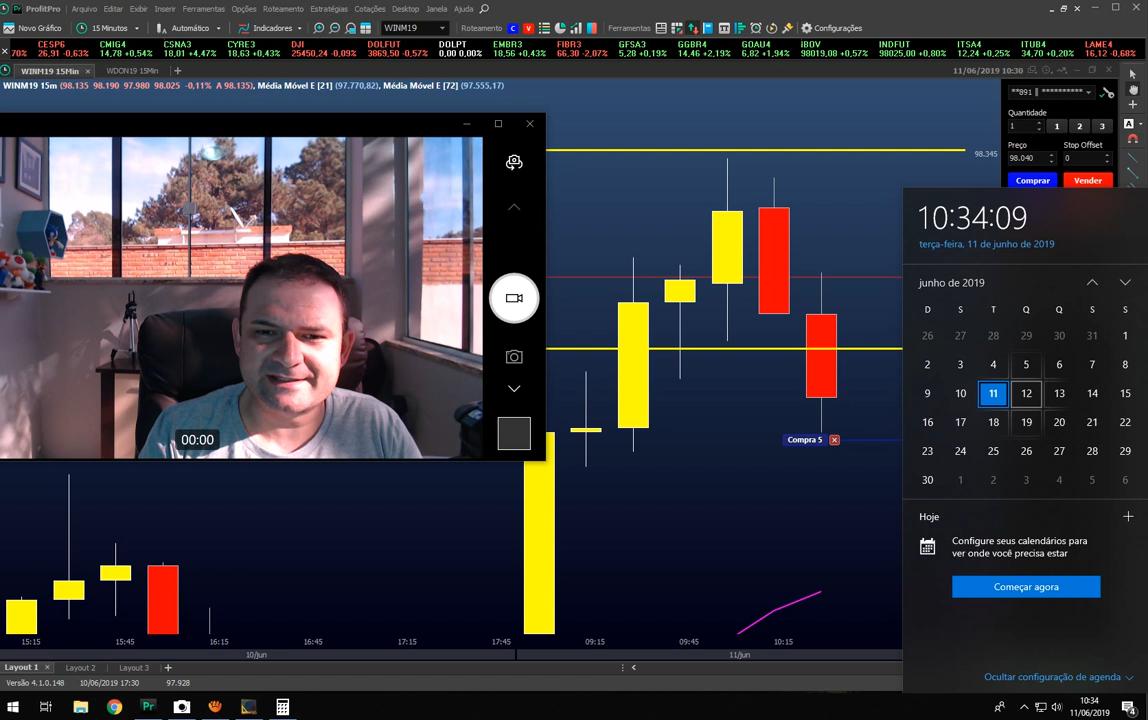 ProfitPro
Arquivo Editar Exibir Inserir Ferramentas Opções Roteamento Estratégias Cotações Desktop Janela Ajuda
Novo Gráfico 15 Minutos Automático Indicadores WINM19 Roteamento C V Ferramentas Configurações
CESP6 CMIG4 CSNA3 CYRE3 DJI DOLFUT DOLPT EMBR3 FIBR3 GFSA3 GGBR4 GOAU4 IBOV INDFUT ITSA4 ITUB4 LAME4
70% 26,91 -0,63% 14,78 +0,54% 18,01 +4,47% 18,63 +0,43% 25450,24 -0,09% 3869,50 -0,57% 0,00 0,00% 18,56 +0,43% 66,30 -2,07% 5,28 +0,19% 14,46 +2,19% 6,82 +1,94% 98019,08 +0,57% 98025,00 +0,80% 12,24 +0,25% 34,70 +0,20% 16,12 -0,68%
WINM19 15Min WDON19 15Min 11/06/2019 10:30
WINM19 15m (98.135 98.190 97.980 98.025 -0,11% A 98.135), Média Móvel E [21] (97.770,82), Média Móvel E [72] (97.555,17)
**891 | **********
Quantidade
1 1 2 3
Preço Stop Offset
98.040 0
Comprar Vender
A
98.345
10:34:09
terça-feira, 11 de junho de 2019
junho de 2019
D S T Q Q S S
26 27 28 29 30 31 1
2 3 4 5 6 7 8
9 10 11 12 13 14 15
16 17 18 19 20 21 22
23 24 25 26 27 28 29
30 1 2 3 4 5 6
00:00
Compra 5
Hoje
Configure seus calendários para
ver onde você precisa estar
Começar agora
15:15 15:45 16:15 16:45 17:15 17:45 09:15 09:45 10:15
10/jun 11/jun
Layout 1 Layout 2 Layout 3
Ocultar configuração de agenda
Versão 4.1.0.148 10/06/2019 17:30 97.928
Pr
10:34
11/06/2019
4